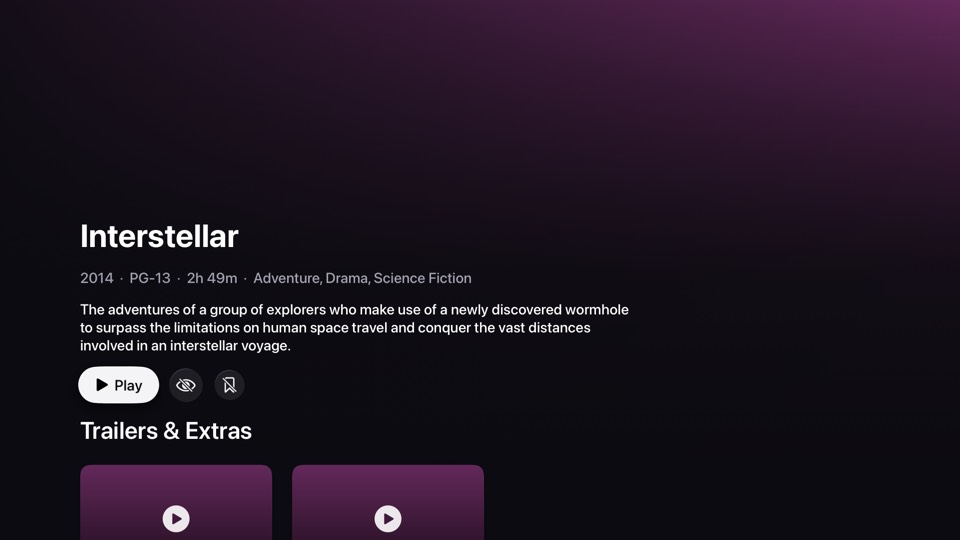 Interstellar
2014 · PG-13 · 2h 49m · Adventure, Drama, Science Fiction
The adventures of a group of explorers who make use of a newly discovered wormhole
to surpass the limitations on human space travel and conquer the vast distances
involved in an interstellar voyage.
Play
Trailers & Extras